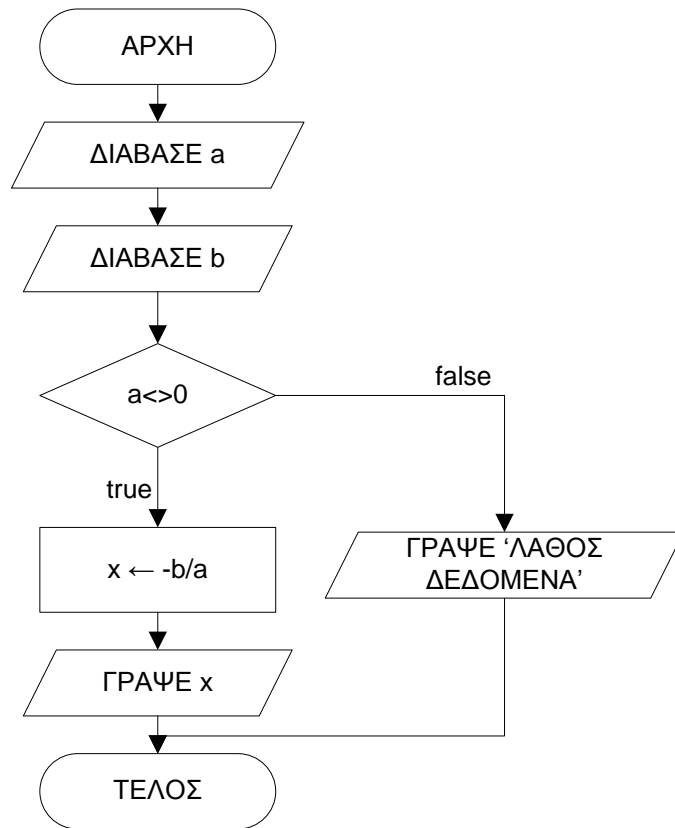 ΑΡΧΗ
ΔΙΑΒΑΣΕ a
ΔΙΑΒΑΣΕ b
a<>0
false
true
x ← -b/a
ΓΡΑΨΕ ‘ΛΑΘΟΣ
ΔΕΔΟΜΕΝΑ’
ΓΡΑΨΕ x
ΤΕΛΟΣ